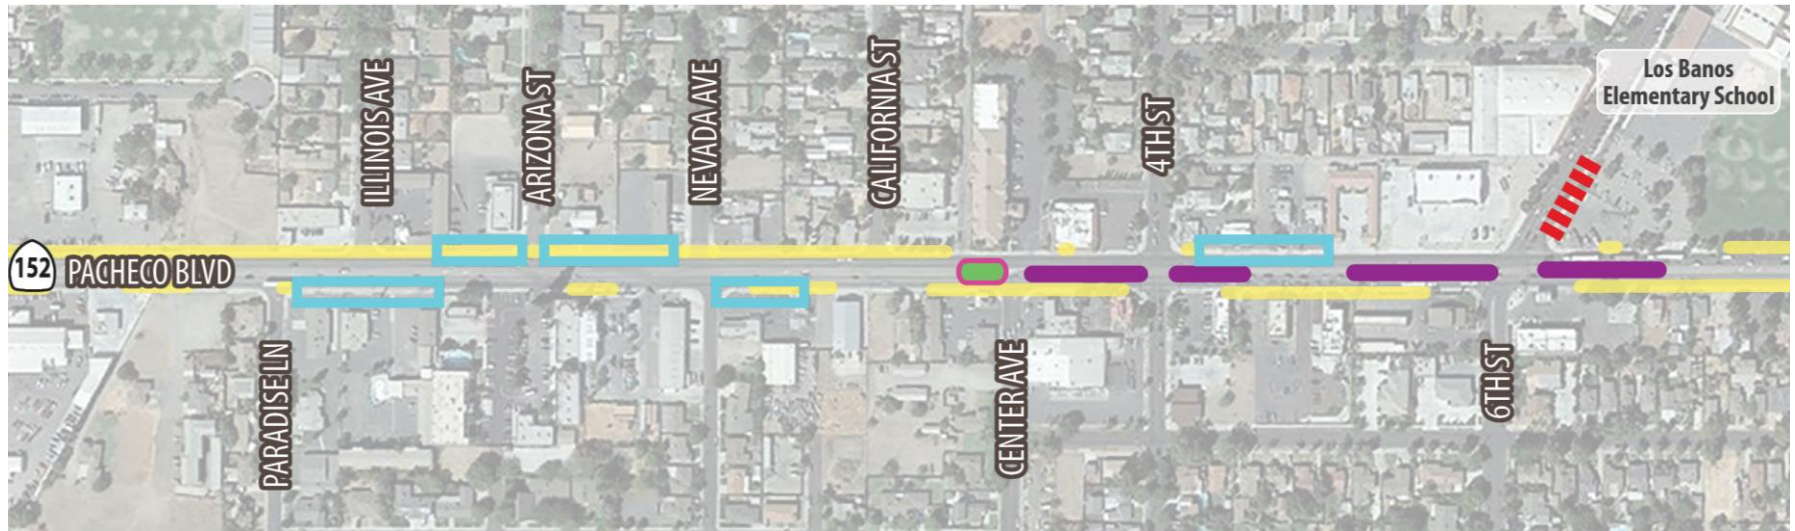 Los Banos
Elementary School
ILLINOIS AVE
ARIZONA ST
NEVADA AVE
CALIFORNIA ST
4TH ST
152
PACHECO BLVD
PARADISE LN
CENTER AVE
6TH ST